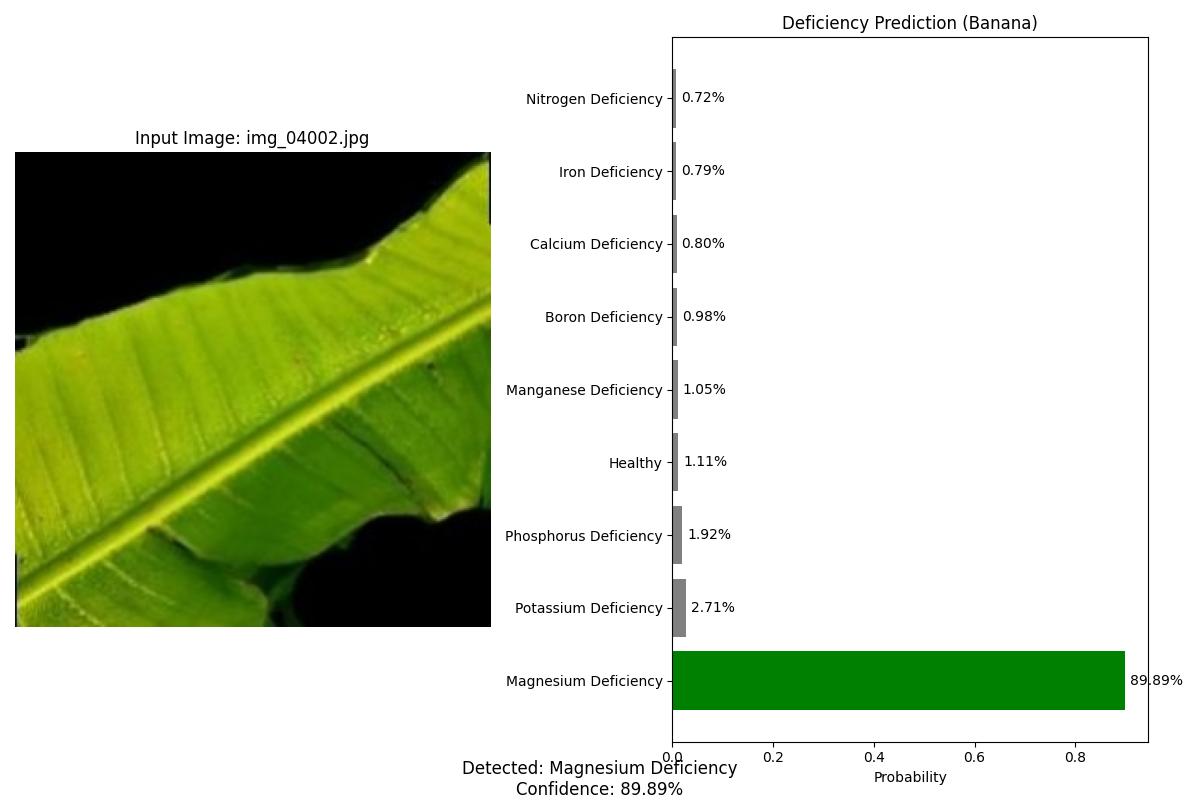 Deficiency Prediction (Banana)
Input Image: img_04002.jpg
Nitrogen Deficiency 0.72%
Iron Deficiency 0.79%
Calcium Deficiency 0.80%
Boron Deficiency 0.98%
Manganese Deficiency 1.05%
Healthy 1.11%
Phosphorus Deficiency 1.92%
Potassium Deficiency 2.71%
Magnesium Deficiency 89.89%
0.0 0.2 0.4 0.6 0.8
Probability
Detected: Magnesium Deficiency
Confidence: 89.89%